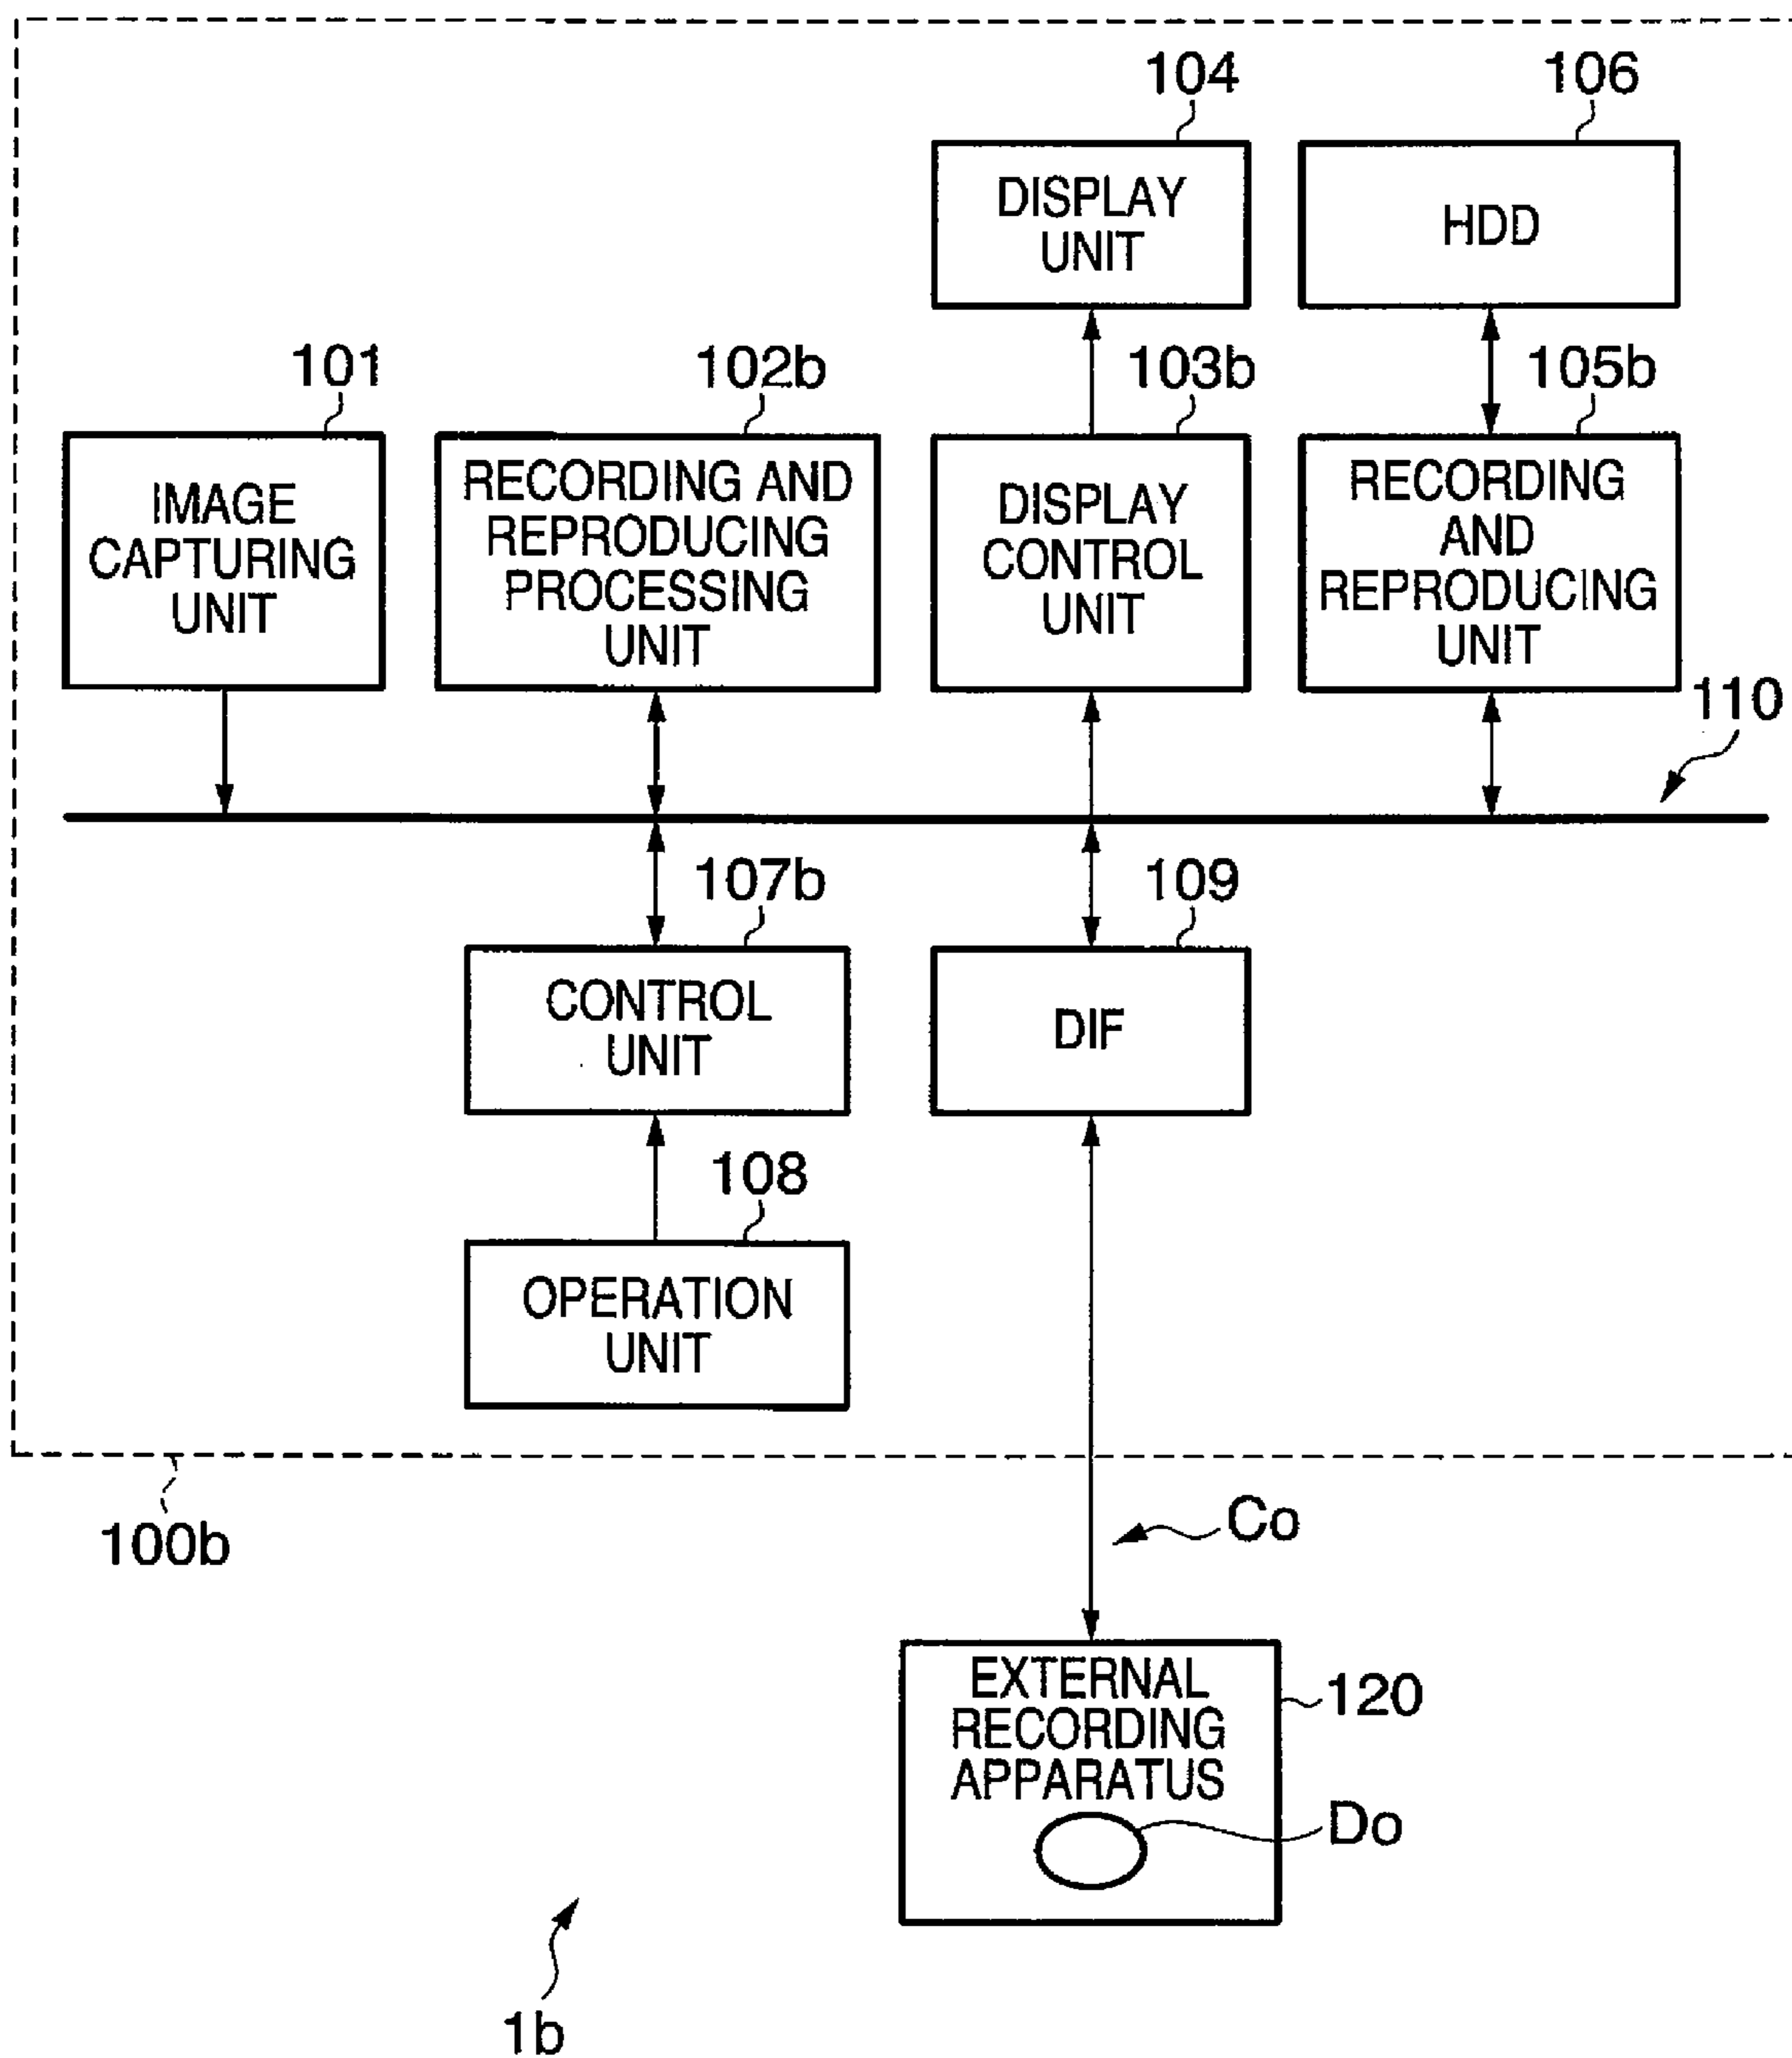 104
106
DISPLAY
UNIT
HDD
101
102b
103b
105b
IMAGE
CAPTURING
UNIT
RECORDING AND
REPRODUCING
PROCESSING
UNIT
DISPLAY
CONTROL
UNIT
RECORDING
AND
REPRODUCING
UNIT
110
107b
109
CONTROL
UNIT
DIF
108
OPERATION
UNIT
100b
Co
EXTERNAL
RECORDING
APPARATUS
120
Do
1b